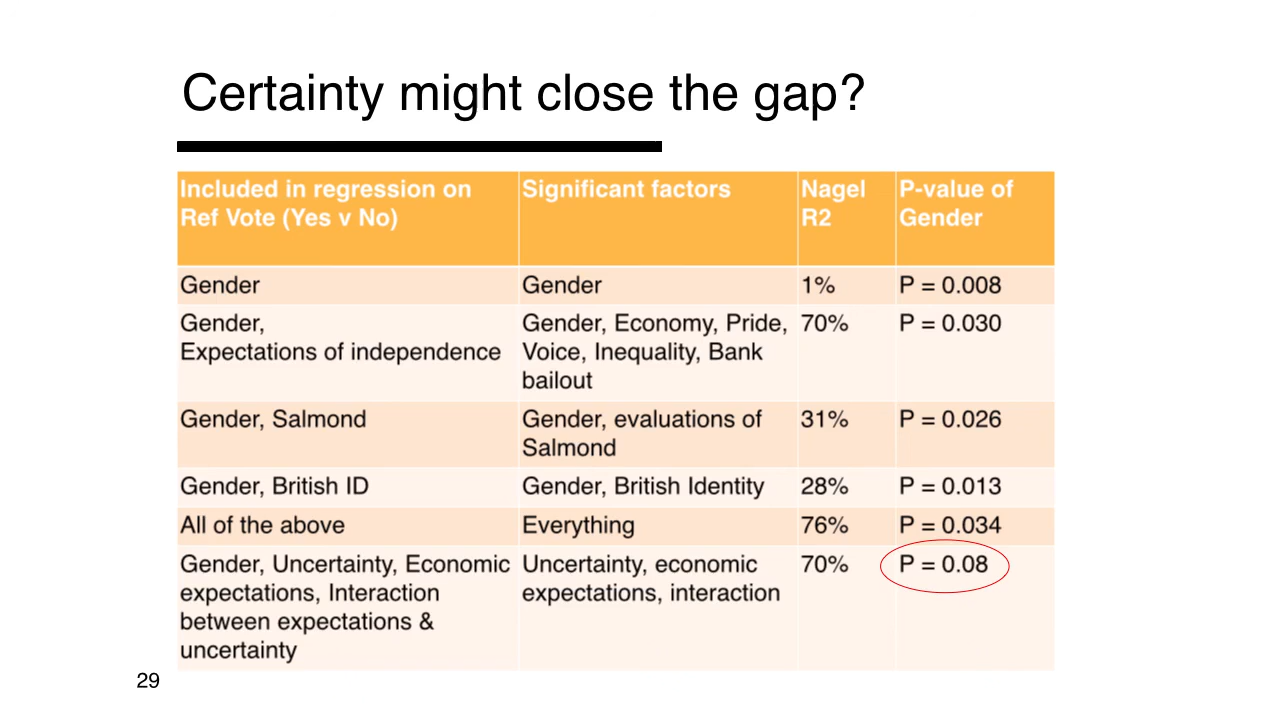 Certainty might close the gap?
Included in regression on
Ref Vote (Yes v No)
Significant factors
Nagel
R2
P-value of
Gender
Gender
Gender
1%
P = 0.008
Gender,
Expectations of independence
Gender, Economy, Pride,
Voice, Inequality, Bank
bailout
70%
P = 0.030
Gender, Salmond
Gender, evaluations of
Salmond
31%
P = 0.026
Gender, British ID
Gender, British Identity
28%
P = 0.013
All of the above
Everything
76%
P = 0.034
Gender, Uncertainty, Economic
expectations, Interaction
between expectations &
uncertainty
Uncertainty, economic
expectations, interaction
70%
P = 0.08
29